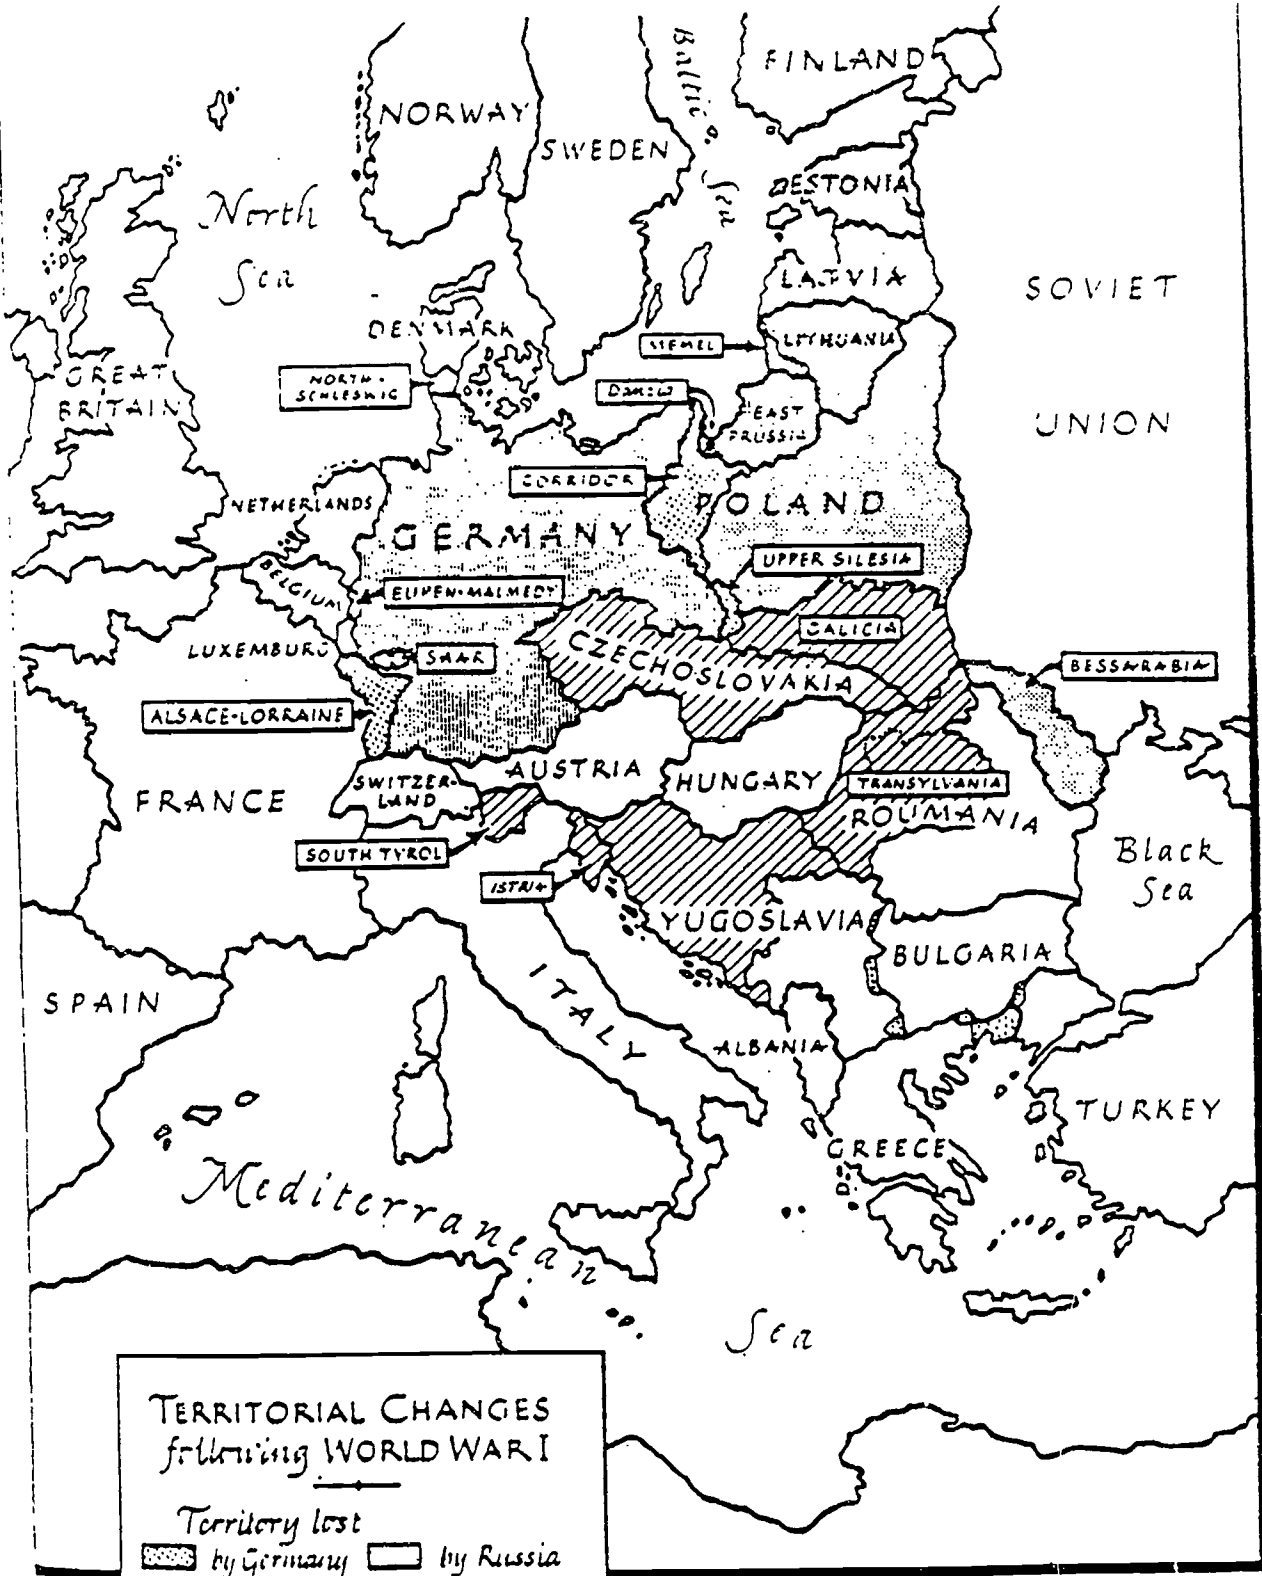 FINLAND
Baltic
Sea
NORWAY
SWEDEN
ESTONIA
North
Sea
LATVIA
SOVIET
UNION
DENMARK
MEMEL
LITHUANIA
GREAT
BRITAIN
NORTH-
SCHLESWIG
DANZIG
EAST
PRUSSIA
CORRIDOR
NETHERLANDS
POLAND
GERMANY
UPPER SILESIA
BELGIUM
EUPEN-MALMEDY
GALICIA
LUXEMBURG
SAAR
CZECHOSLOVAKIA
BESSARABIA
ALSACE-LORRAINE
AUSTRIA
HUNGARY
SWITZER-
LAND
TRANSYLVANIA
FRANCE
ROUMANIA
SOUTH TYROL
Black
Sea
ISTRIA
YUGOSLAVIA
BULGARIA
SPAIN
ITALY
ALBANIA
TURKEY
GREECE
Mediterranean
Sea
TERRITORIAL CHANGES
following WORLD WAR I
Territory lost
by Germany by Russia